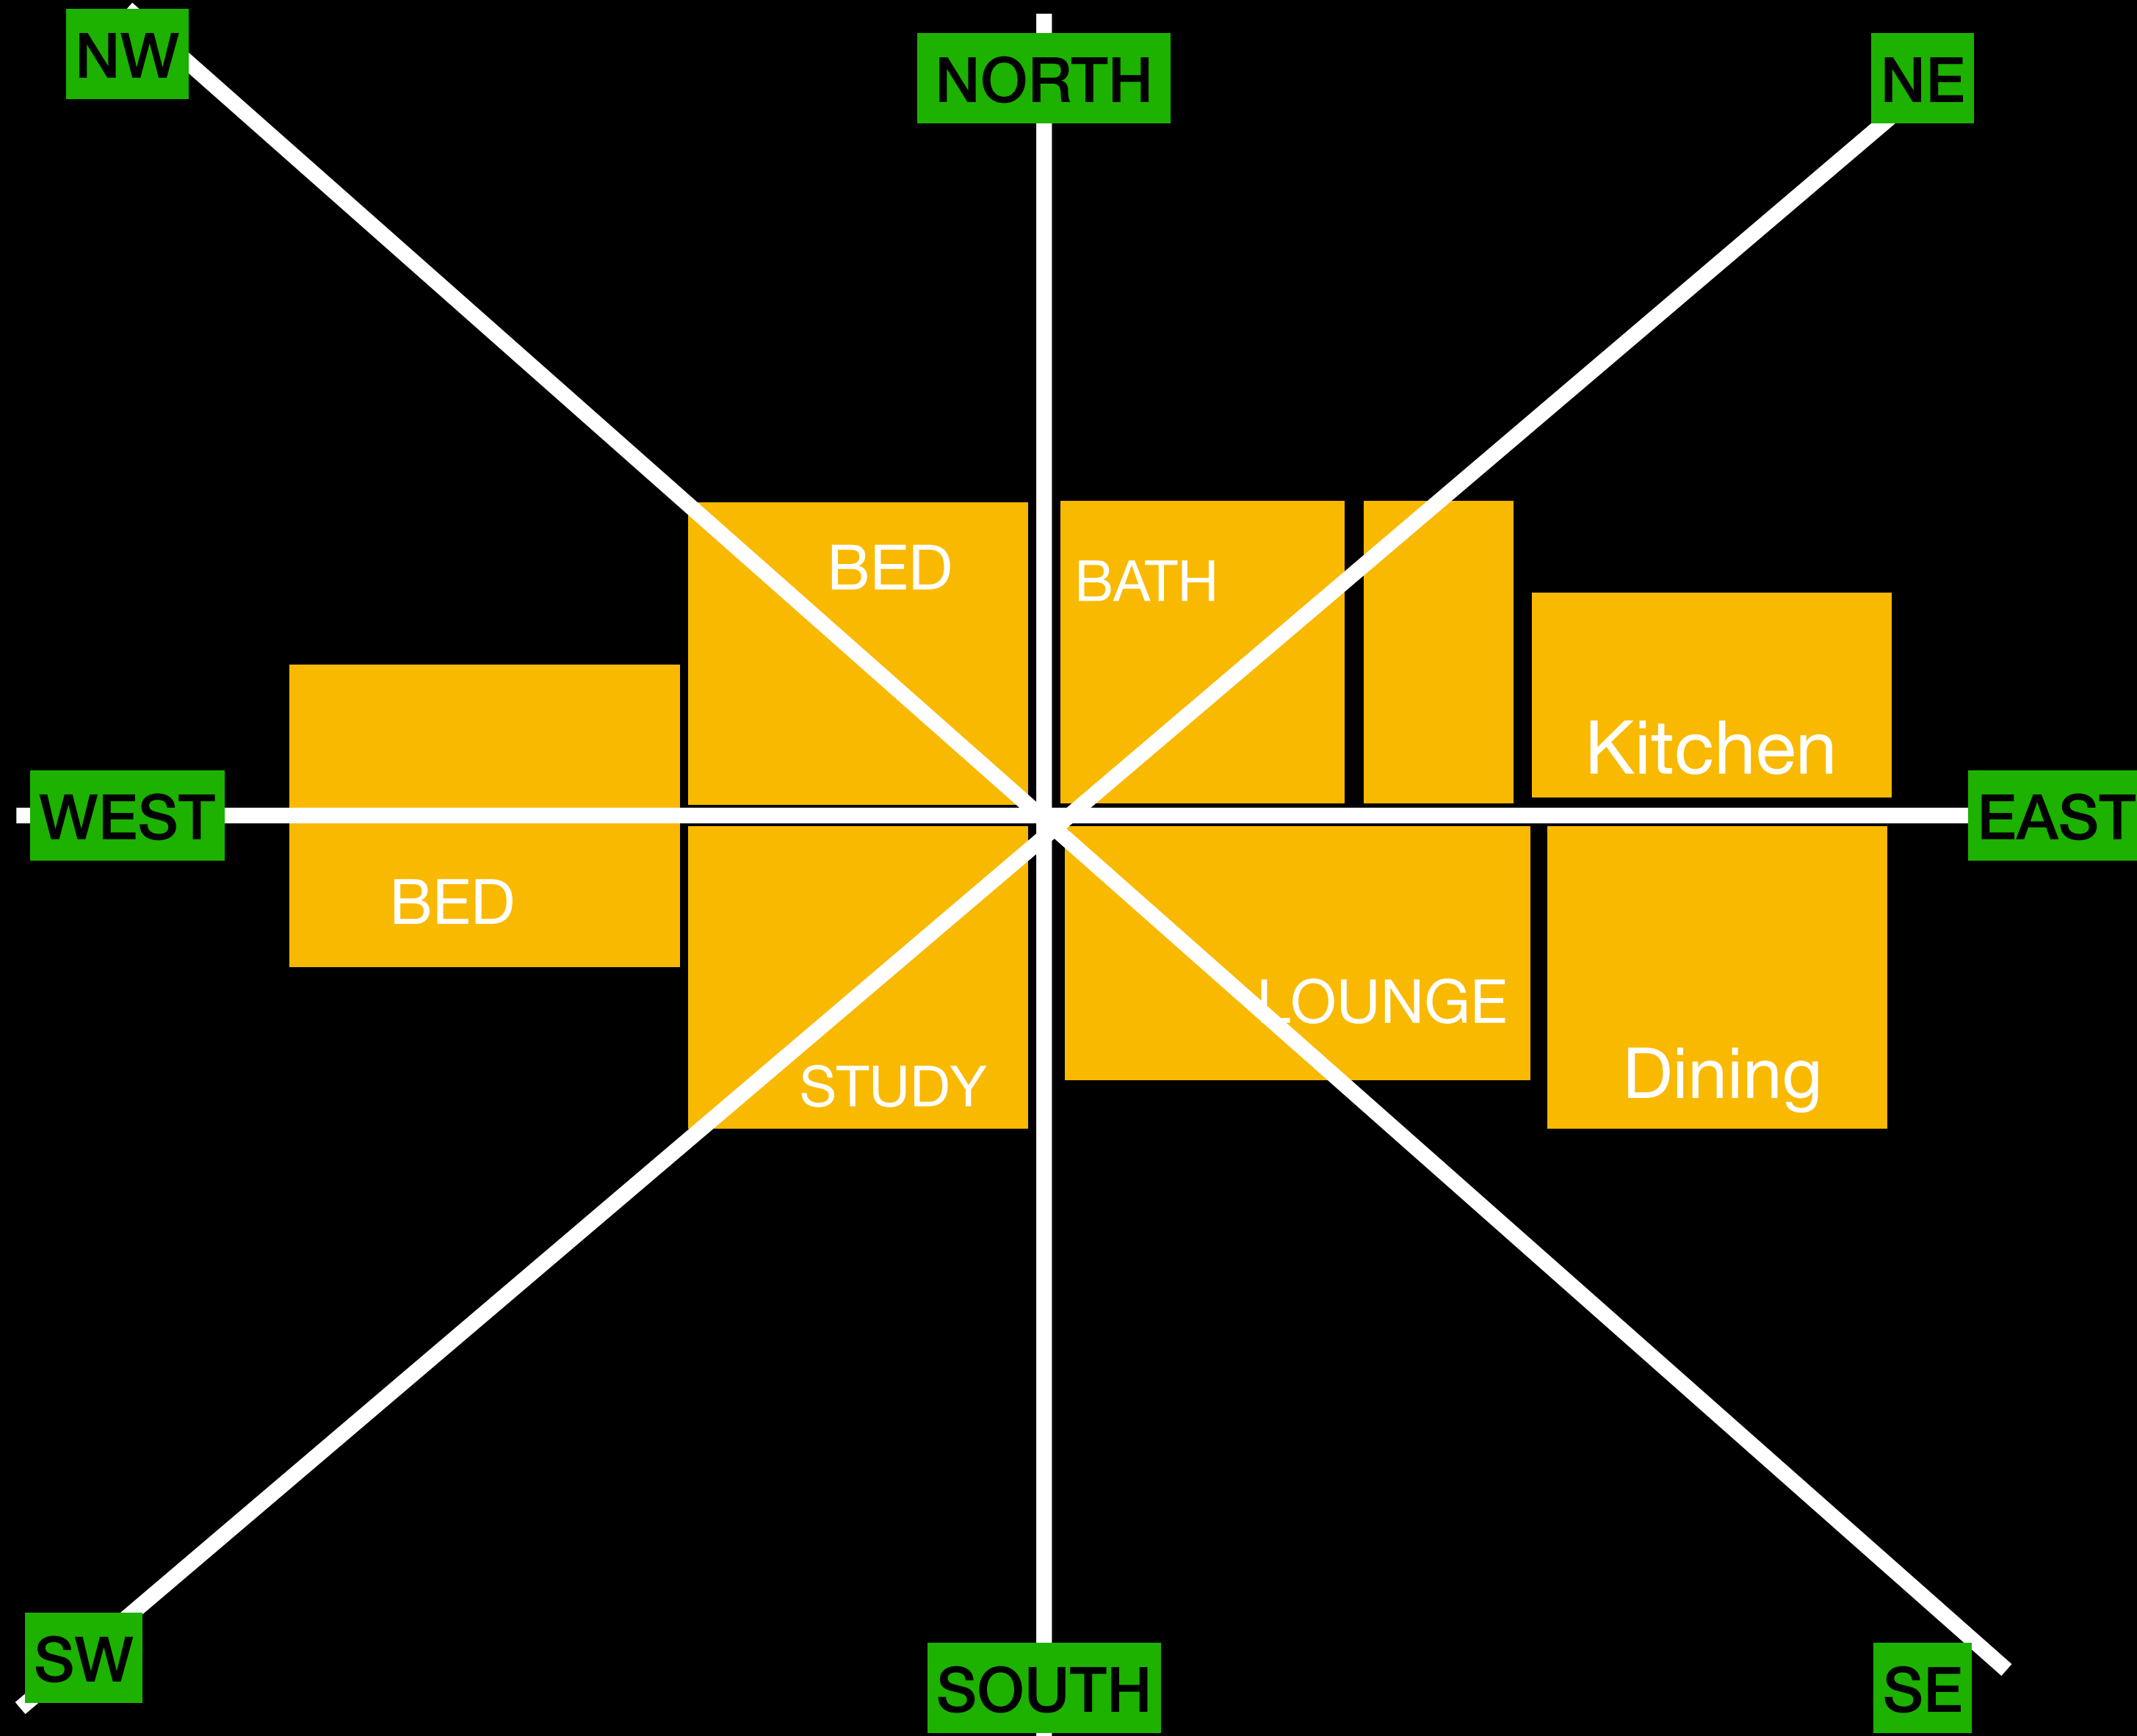 NW
NORTH
NE
BED
BATH
Kitchen
WEST
EAST
BED
LOUNGE
STUDY
Dining
SW
SOUTH
SE